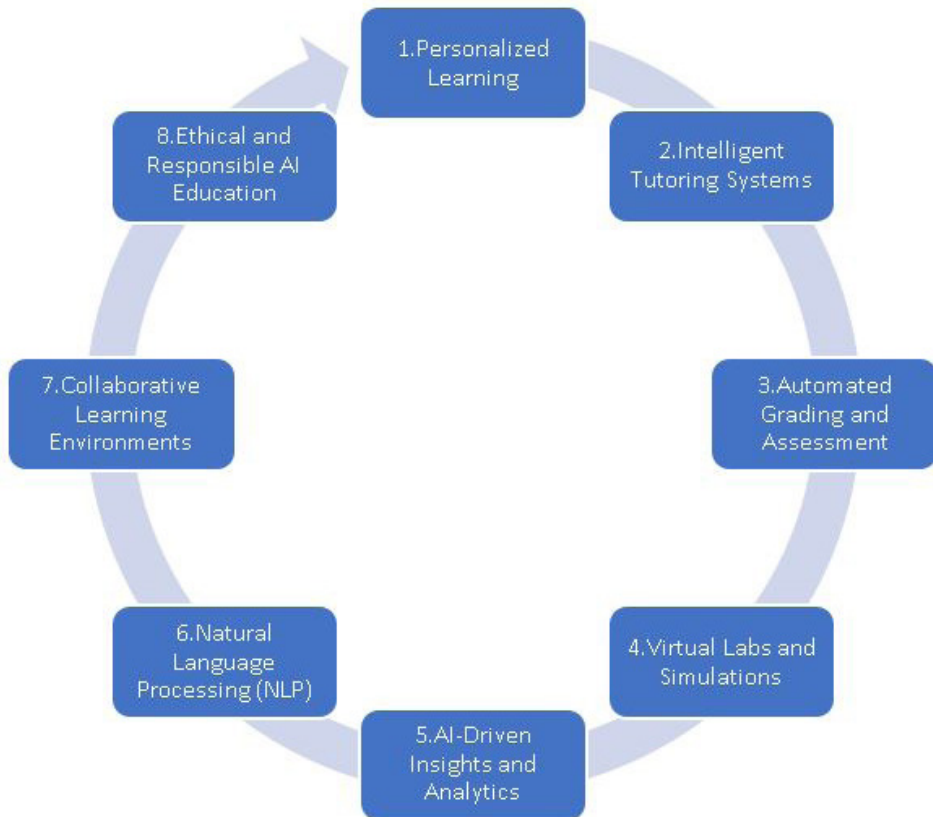 1.Personalized
Learning
2.Intelligent
Tutoring Systems
3.Automated
Grading and
Assessment
4.Virtual Labs and
Simulations
5.AI-Driven
Insights and
Analytics
6.Natural
Language
Processing (NLP)
7.Collaborative
Learning
Environments
8.Ethical and
Responsible AI
Education